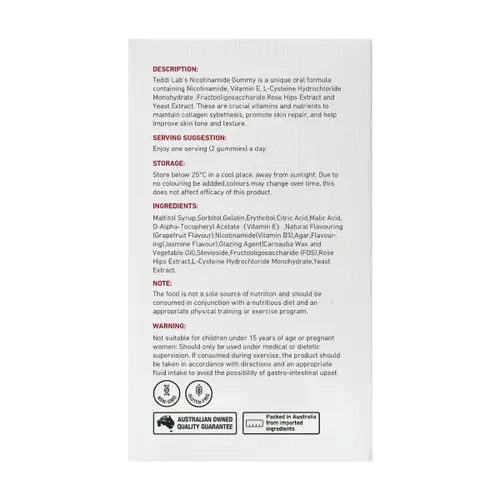 DESCRIPTION:
Teddi Lab's Nicotinamide Gummy is a unique oral formula
containing Nicotinamide, Vitamin E, L-Cysteine Hydrochloride
Monohydrate ,Fructooligosaccharide,Rose Hips Extract and
Yeast Extract. These are crucial vitamins and nutrients to
maintain collagen sybethesis, promote skin repair, and help
improve skin tone and texture.
SERVING SUGGESTION:
Enjoy one serving (2 gummies) a day.
STORAGE:
Store below 25°C in a cool place, away from sunlight. Due to
no colouring be addded,colours may change over time, this
does not affect efficacy of this product.
INGREDIENTS:
Maltitol Syrup,Sorbitol,Gelatin,Erythritol,Citric Acid,Malic Acid,
D-Alpha-Tocopheryl Acetate (Vitamin E) ,Natural Flavouring
(Grapefruit Flavour),Nicotinamide(Vitamin B3),Agar,Flavour-
ing(Jasmine Flavour),Glazing Agent(Carnauba Wax and
Vegetable Oil),Stevioside,Fructooligosaccharide (FOS),Rose
Hips Extract,L-Cysteine Hydrochloride Monohydrate,Yeast
Extract.
NOTE:
The food is not a sole source of nutrition and should be
consumed in conjunction with a nutritious diet and an
appropriate physical training or exercise program.
WARNING:
Not suitable for children under 15 years of age or pregnant
women: Should only be used under medical or dietetic
supervision. If consumed during exercise, the product should
be taken in accordance with directions and an appropriate
fluid intake to avoid the possibility of gastro-intestinal upset.
NON-GMO
GLUTEN-FREE
AUSTRALIAN OWNED
QUALITY GUARANTEE
Packed in Australia
from imported
ingredients